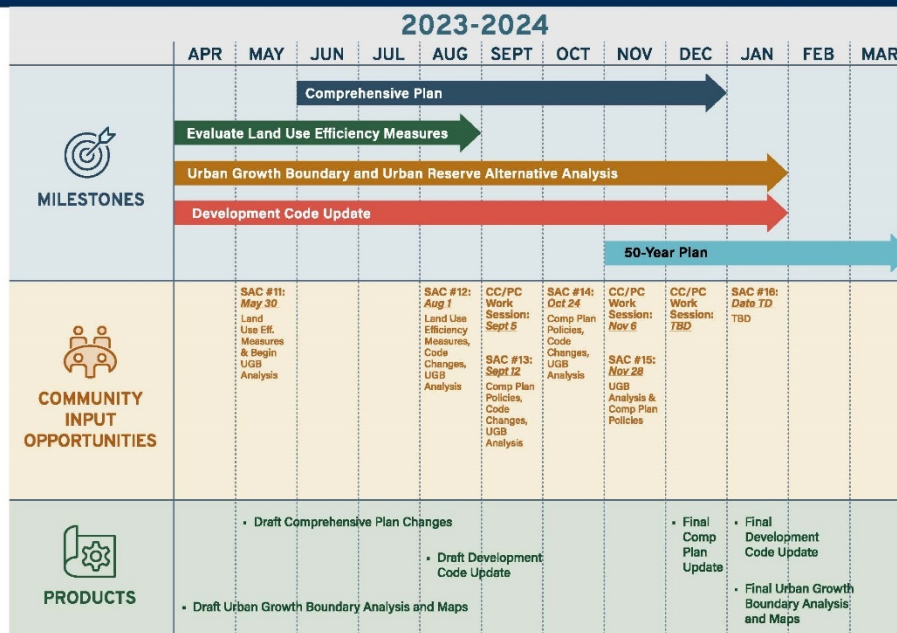 2023-2024
APR MAY JUN JUL AUG SEPT OCT NOV DEC JAN FEB MAR
MILESTONES
Comprehensive Plan
Evaluate Land Use Efficiency Measures
Urban Growth Boundary and Urban Reserve Alternative Analysis
Development Code Update
50-Year Plan
COMMUNITY
INPUT
OPPORTUNITIES
SAC #11:
May 30
Land
Use Eff.
Measures
& Begin
UGB
Analysis
SAC #12:
Aug 1
Land Use
Efficiency
Measures,
Code
Changes,
UGB
Analysis
CC/PC
Work
Session:
Sept 5
SAC #13:
Sept 12
Comp Plan
Policies,
Code
Changes,
UGB
Analysis
SAC #14:
Oct 24
Comp Plan
Policies,
Code
Changes,
UGB
Analysis
CC/PC
Work
Session:
Nov 6
SAC #15:
Nov 28
UGB
Analysis &
Comp Plan
Policies
CC/PC
Work
Session:
TBD
SAC #16:
Date TD
TBD
PRODUCTS
▪ Draft Comprehensive Plan Changes
▪ Draft Development
Code Update
▪ Draft Urban Growth Boundary Analysis and Maps
▪ Final
Comp
Plan
Update
▪ Final
Development
Code Update
▪ Final Urban Growth
Boundary Analysis
and Maps